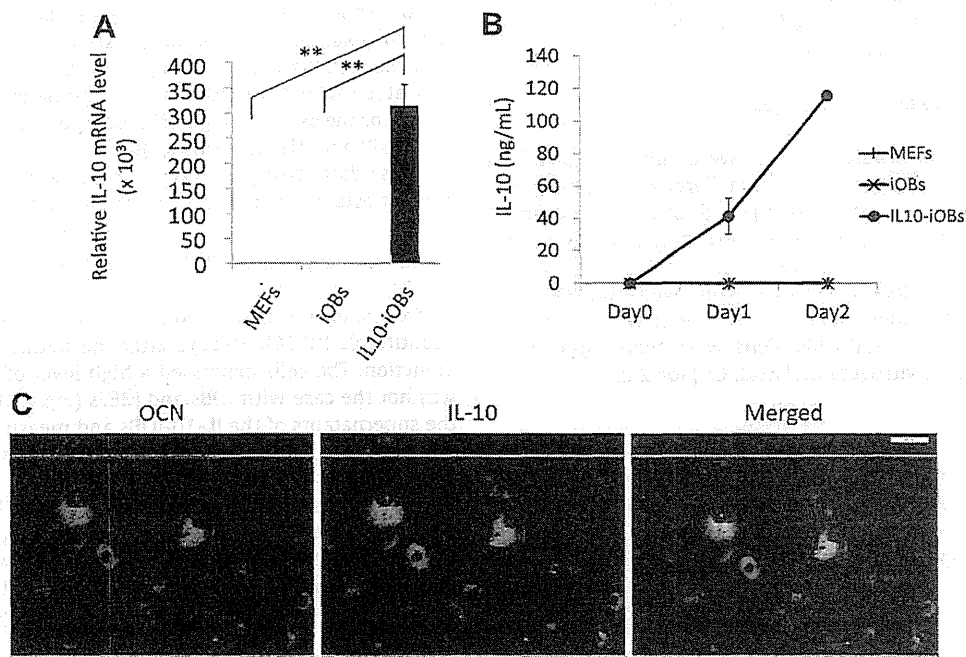 A
Relative IL-10 mRNA level
(x 10³)
400
350
300
250
200
150
100
50
0
**
**
MEFs
iOBs
IL10-iOBs
B
IL-10 (ng/mL)
140
120
100
80
60
40
20
0
Day0
Day1
Day2
MEFs
iOBs
IL10-iOBs
C
OCN
IL-10
Merged